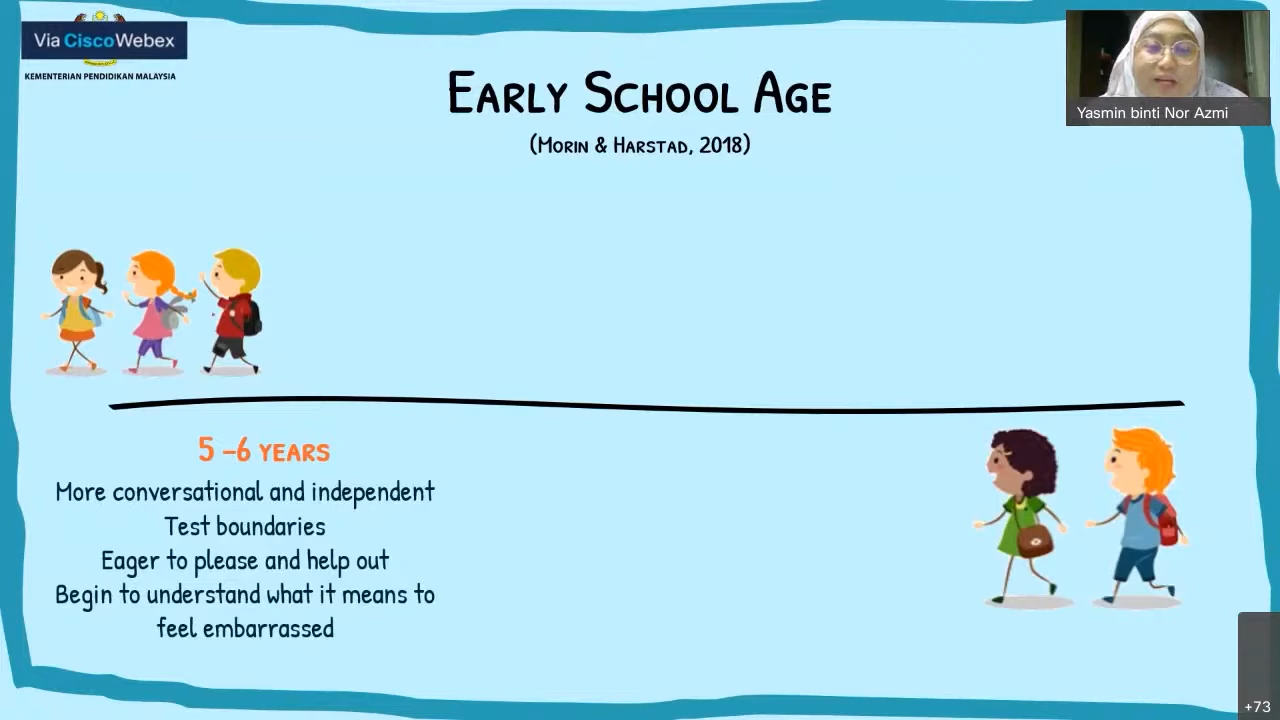 Via CiscoWebex
KEMENTERIAN PENDIDIKAN MALAYSIA
EARLY SCHOOL AGE
(MORIN & HARSTAD, 2018)
Yasmin binti Nor Azmi
5 –6 YEARS
More conversational and independent
Test boundaries
Eager to please and help out
Begin to understand what it means to
feel embarrassed
+73